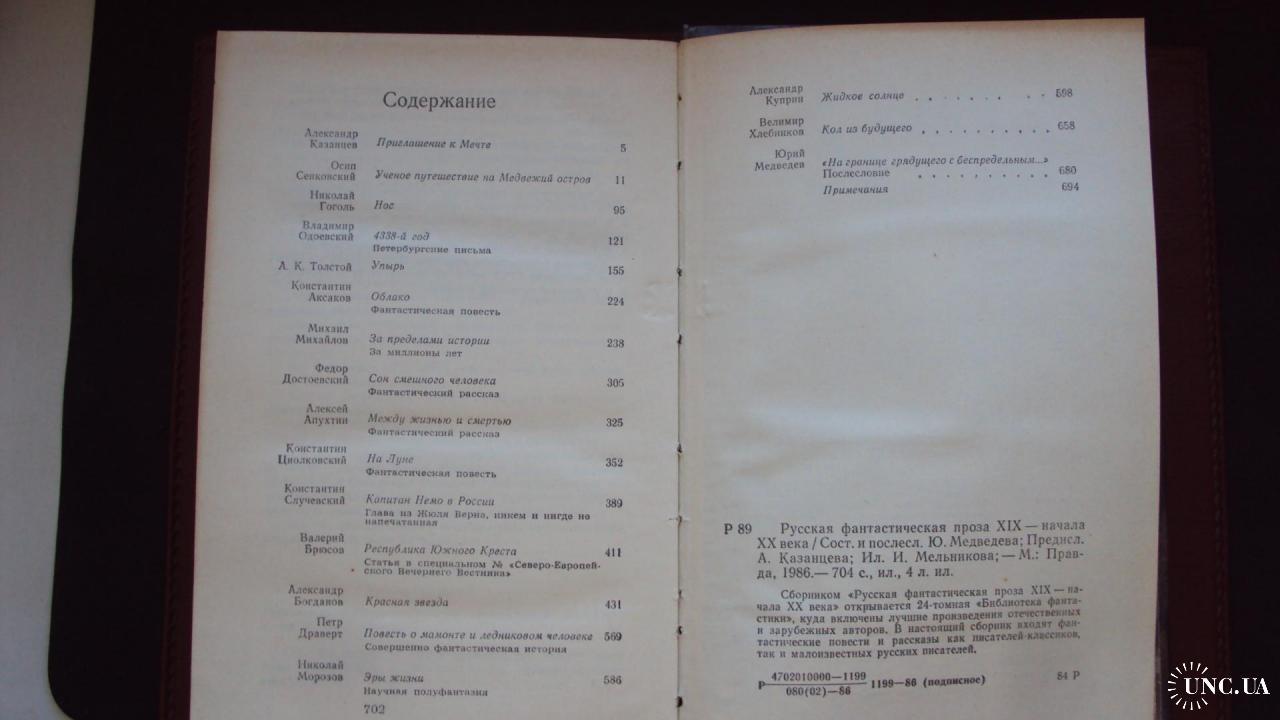 Содержание
Александр
Казанцев Приглашение к Мечте 5
Осип
Сенковский Ученое путешествие на Медвежий остров 11
Николай
Гоголь Нос 95
Владимир
Одоевский 4338-й год 121
Петербургские письма
А. К. Толстой Упырь 155
Константин
Аксаков Облако 224
Фантастическая повесть
Михаил
Михайлов За пределами истории 238
За миллионы лет
Федор
Достоевский Сон смешного человека 305
Фантастический рассказ
Алексей
Апухтин Между жизнью и смертью 325
Фантастический рассказ
Константин
Циолковский На Луне 352
Фантастическая повесть
Константин
Случевский Капитан Немо в России 389
Глава из Жюля Верна, никем и нигде не
напечатанная
Валерий
Брюсов Республика Южного Креста 411
Статья в специальном № «Северо-Европей-
ского Вечернего Вестника»
Александр
Богданов Красная звезда 431
Петр
Драверт Повесть о мамонте и ледниковом человеке 569
Совершенно фантастическая история
Николай
Морозов Эры жизни 586
Научная полуфантазия
702
Александр
Куприн Жидкое солнце . . . . . . . 598
Велимир
Хлебников Кол из будущего . . . . . . . . . . 658
Юрий
Медведев «На границе грядущего с беспредельным...»
Послесловие . . . . . . . . . . 680
Примечания 694
Р 89 Русская фантастическая проза XIX — начала
XX века / Сост. и послесл. Ю. Медведева; Предисл.
А. Казанцева; Ил. И. Мельникова; — М.: Прав-
да, 1986.— 704 с., ил., 4 л. ил.
Сборником «Русская фантастическая проза XIX — на-
чала XX века» открывается 24-томная «Библиотека фанта-
стики», куда включены лучшие произведения отечественных
и зарубежных авторов. В настоящий сборник входят фан-
тастические повести и рассказы как писателей-классиков,
так и малоизвестных русских писателей.
Р 4702010000—1199 1199—86 (подписное) 84 Р
080(02)—86
UNC.UA